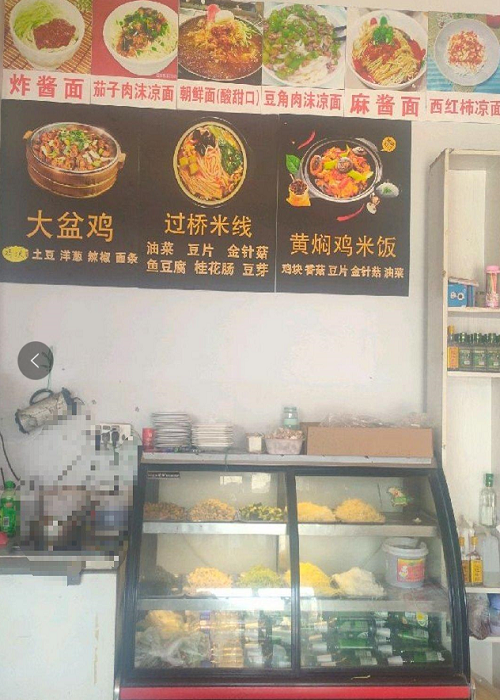 炸酱面
茄子肉沫凉面
朝鲜面(酸甜口)
豆角肉沫凉面
麻酱面
西红柿凉面
大盆鸡
土豆 洋葱 辣椒 面条
过桥米线
油菜 豆片 金针菇
鱼豆腐 桂花肠 豆芽
黄焖鸡米饭
鸡块 香菇 豆片 金针菇 油菜